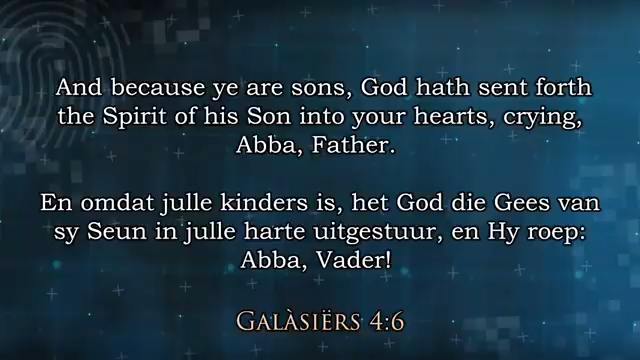 And because ye are sons, God hath sent forth
the Spirit of his Son into your hearts, crying,
Abba, Father.
En omdat julle kinders is, het God die Gees van
sy Seun in julle harte uitgestuur, en Hy roep:
Abba, Vader!
Galàsiërs 4:6